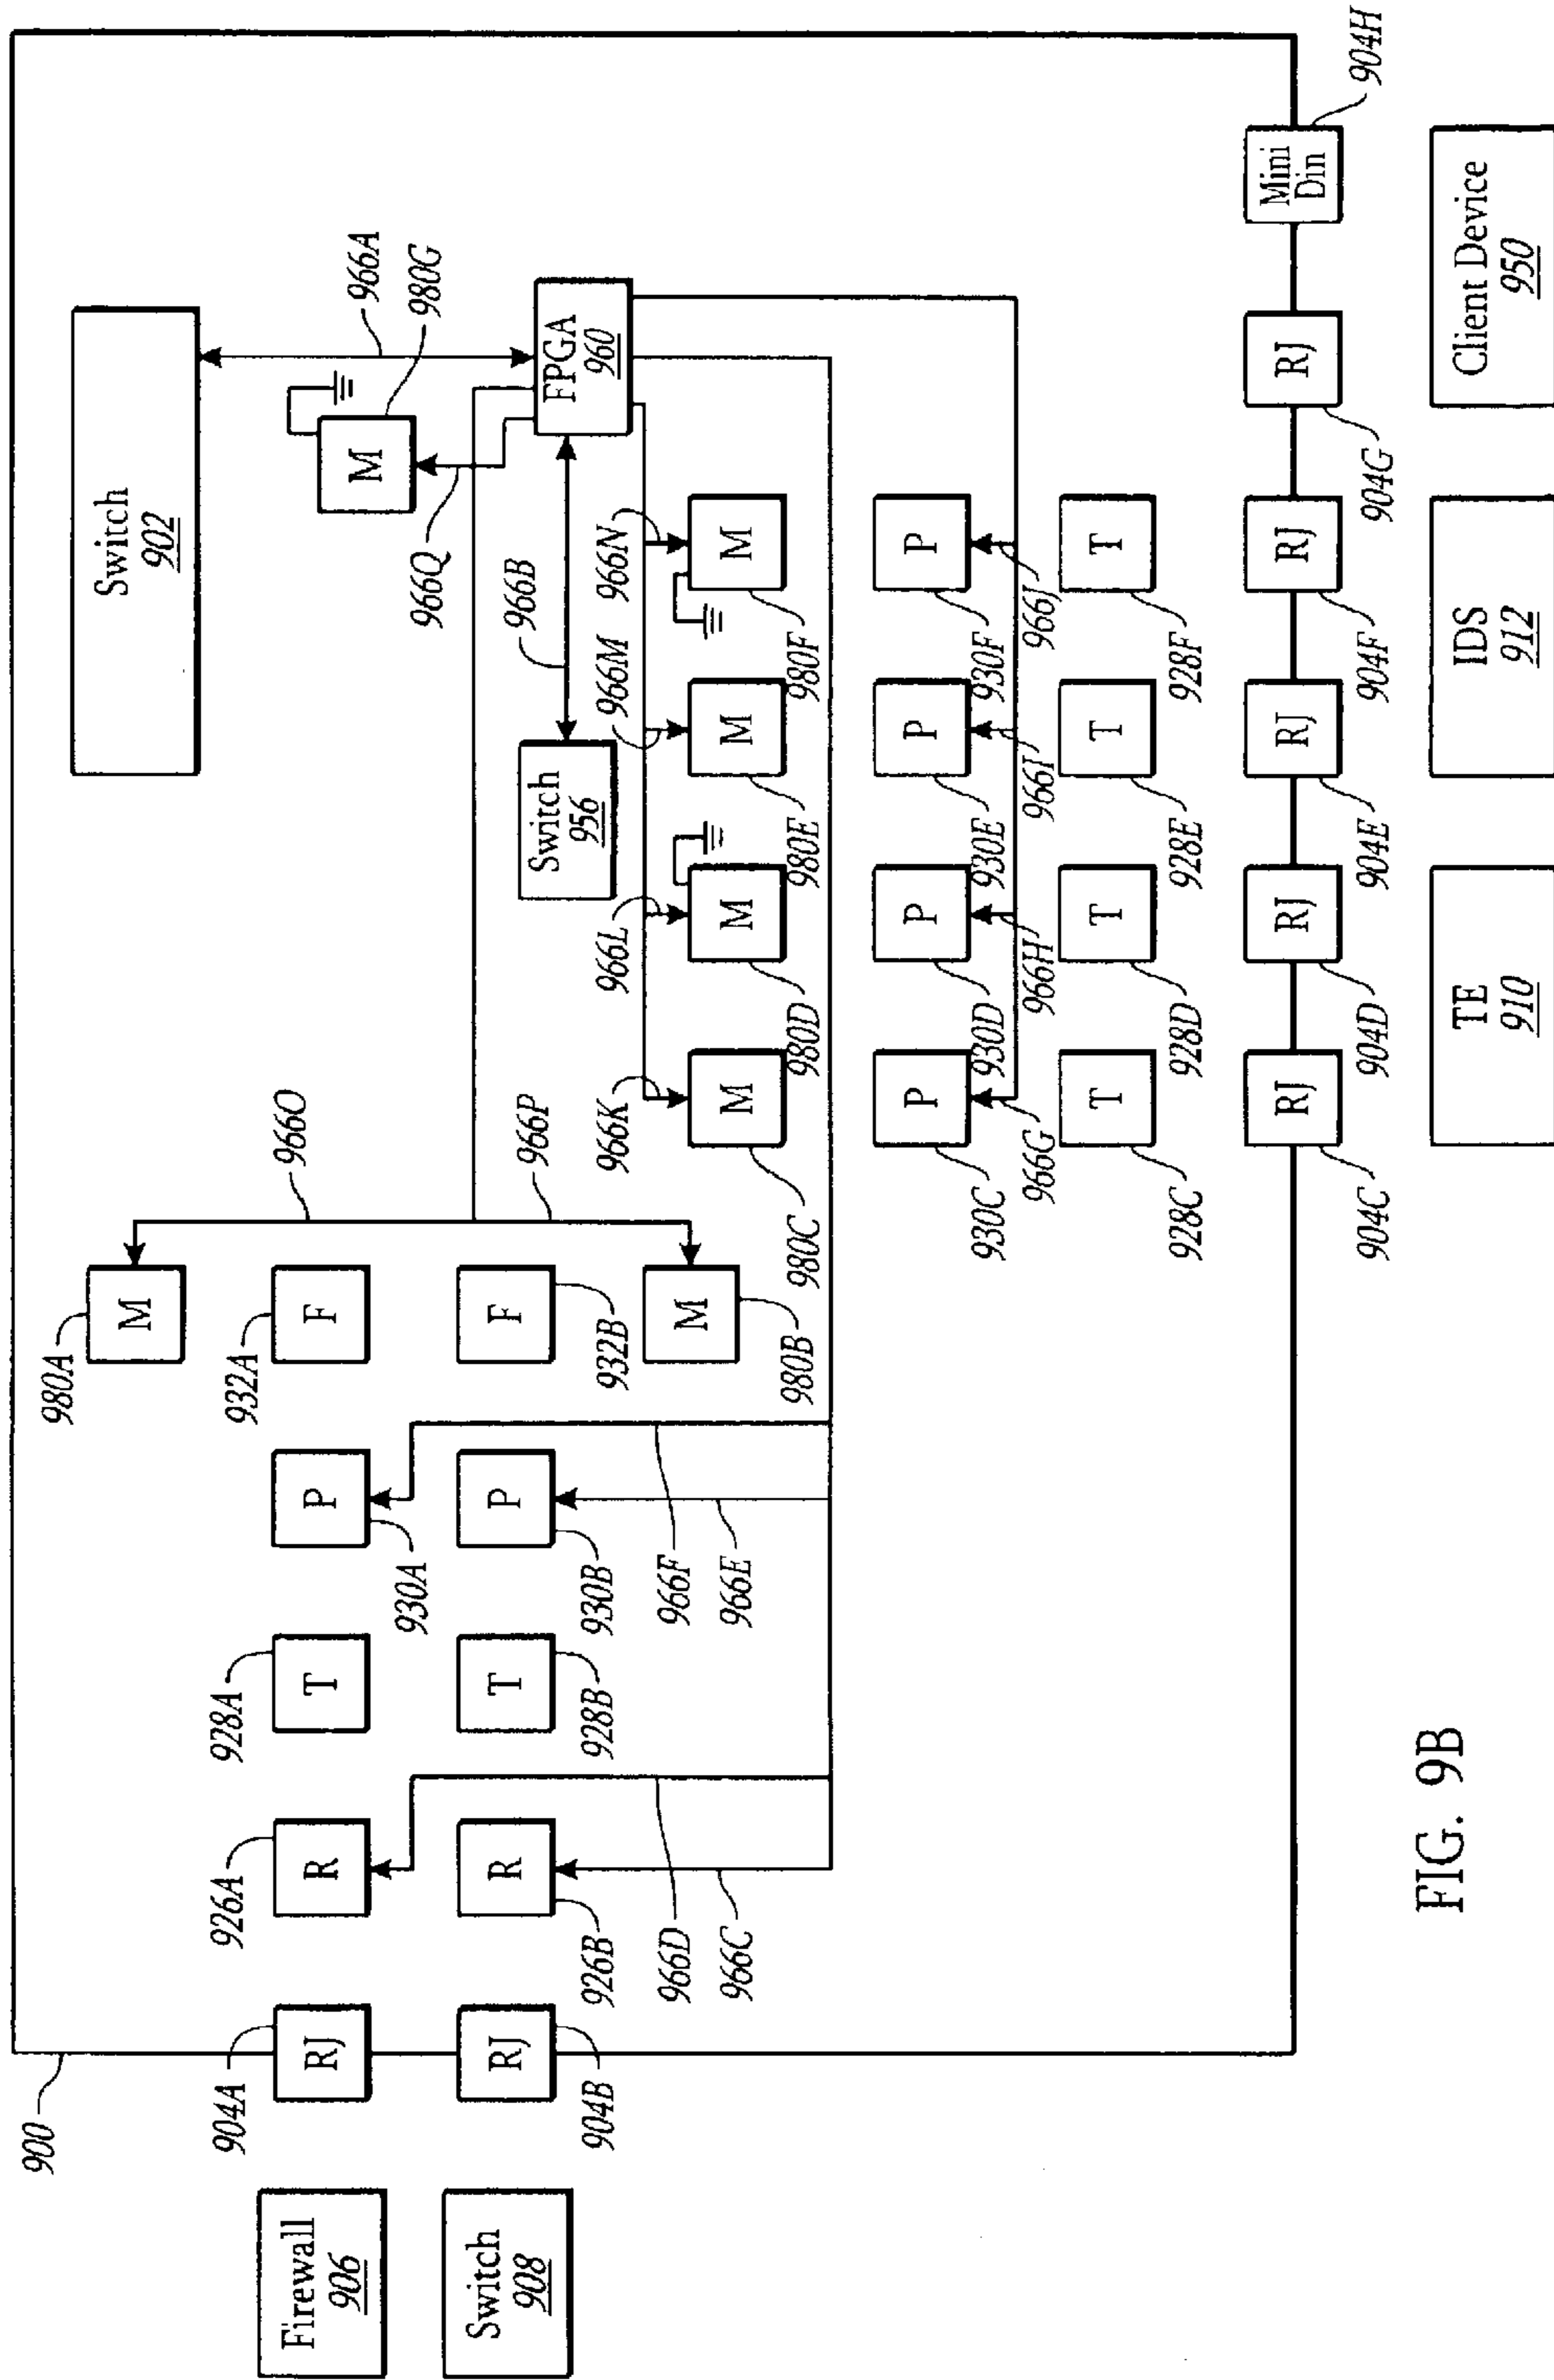 900
Switch
902
966A
980G
M
966Q
FPGA
960
966B
Switch
956
966O
966P
980A
M
932A
F
F
932B
M
980B
P
930A
P
930B
966F
966E
928A
T
T
928B
926A
R
R
926B
966D
966C
904A
RJ
RJ
904B
Firewall
906
Switch
908
966K
966L
966M
966N
M
M
M
M
980C
980D
980E
980F
P
P
P
P
930C
930D
930E
930F
966G
966H
966I
966J
T
T
T
T
928C
928D
928E
928F
RJ
RJ
RJ
RJ
RJ
Mini
Din
904C
904D
904E
904F
904G
904H
TE
910
IDS
912
Client Device
950
FIG. 9B